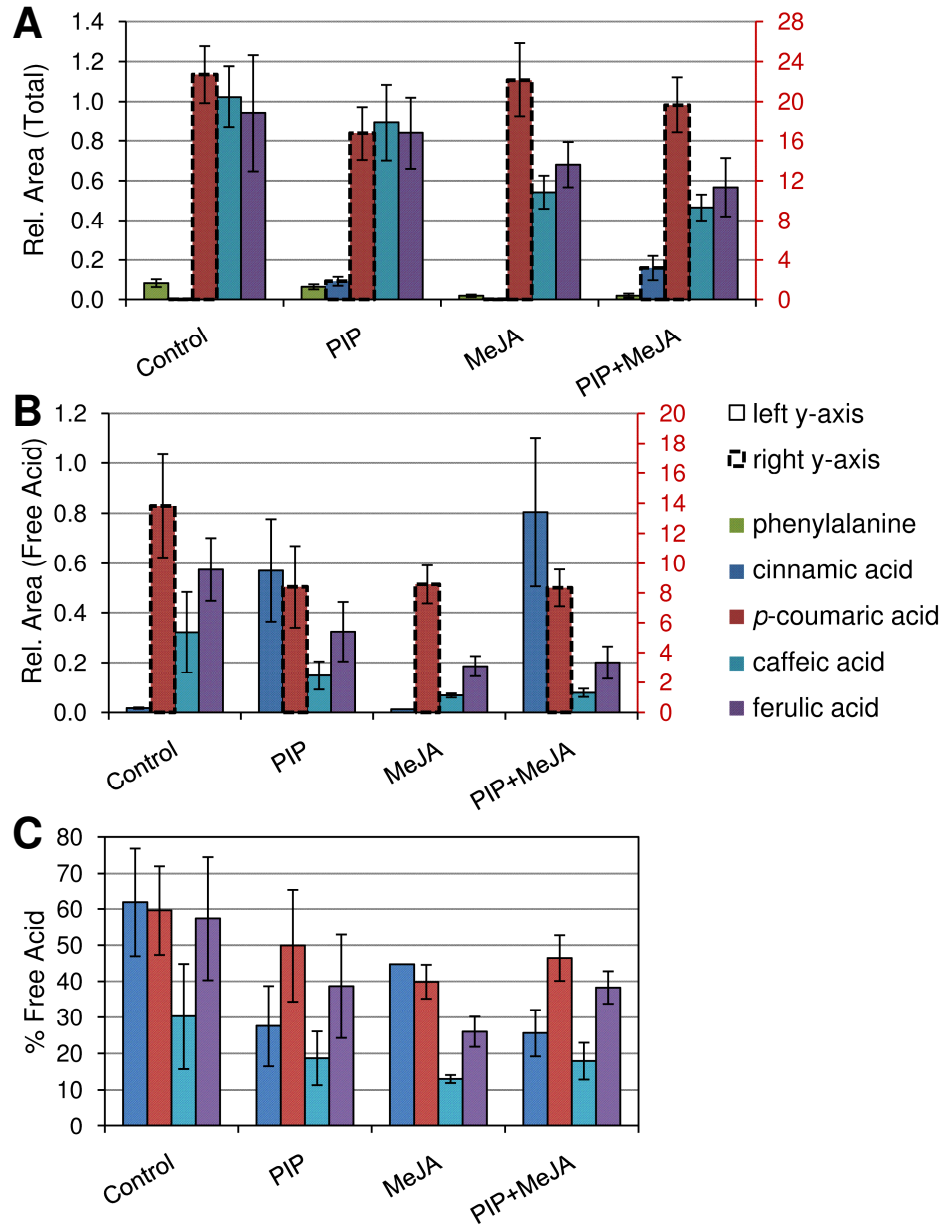 A
Rel. Area (Total)
1.4
1.2
1.0
0.8
0.6
0.4
0.2
0.0
28
24
20
16
12
8
4
0
Control
PIP
MeJA
PIP+MeJA
B
Rel. Area (Free Acid)
1.2
1.0
0.8
0.6
0.4
0.2
0.0
20
18
16
14
12
10
8
6
4
2
0
Control
PIP
MeJA
PIP+MeJA
left y-axis
right y-axis
phenylalanine
cinnamic acid
p-coumaric acid
caffeic acid
ferulic acid
C
% Free Acid
80
70
60
50
40
30
20
10
0
Control
PIP
MeJA
PIP+MeJA